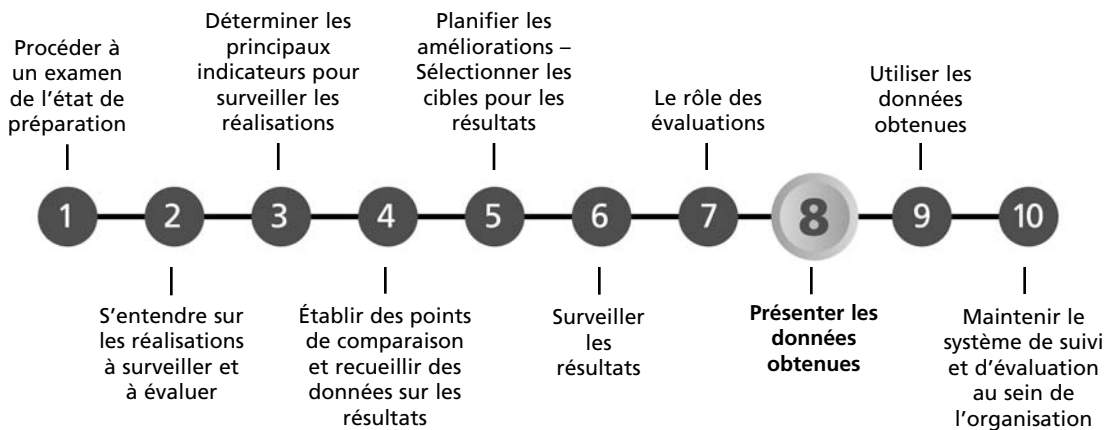 Procéder à
un examen
de l’état de
préparation
Déterminer les
principaux
indicateurs pour
surveiller les
réalisations
Planifier les
améliorations –
Sélectionner les
cibles pour les
résultats
Le rôle des
évaluations
Utiliser les
données
obtenues
1
2
3
4
5
6
7
8
9
10
S’entendre sur
les réalisations
à surveiller et
à évaluer
Établir des points
de comparaison
et recueillir des
données sur les
résultats
Surveiller
les
résultats
Présenter les
données
obtenues
Maintenir le
système de suivi
et d’évaluation
au sein de
l’organisation